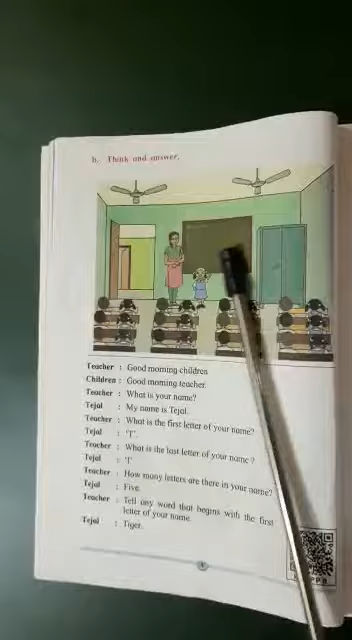 b. Think and answer.
Teacher : Good morning children
Children : Good morning teacher.
Teacher : What is your name?
Tejal : My name is Tejal.
Teacher : What is the first letter of your name?
Tejal : 'T'.
Teacher : What is the last letter of your name ?
Tejal : 'l'
Teacher : How many letters are there in your name?
Tejal : Five.
Teacher : Tell any word that begins with the first
letter of your name.
Tejal : Tiger.